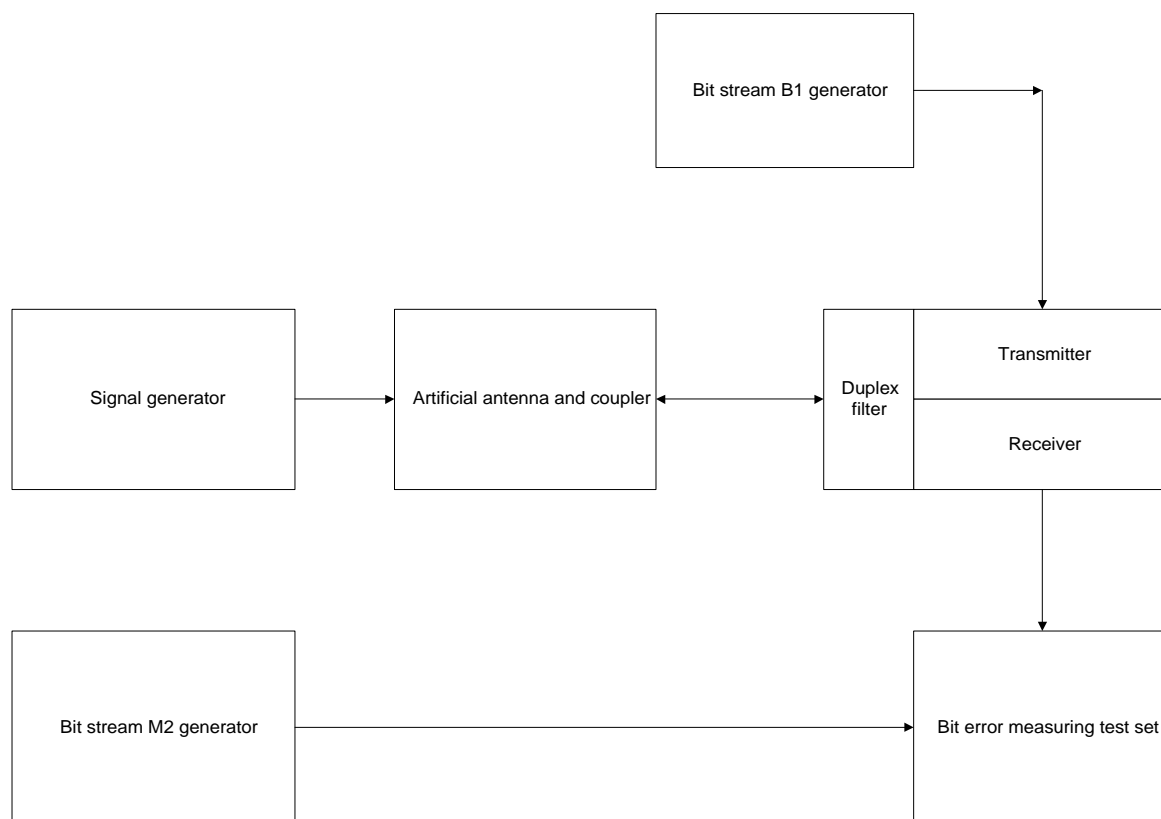 Bit stream B1 generator
Transmitter
Signal generator
Artificial antenna and coupler
Duplex
filter
Receiver
Bit stream M2 generator
Bit error measuring test set